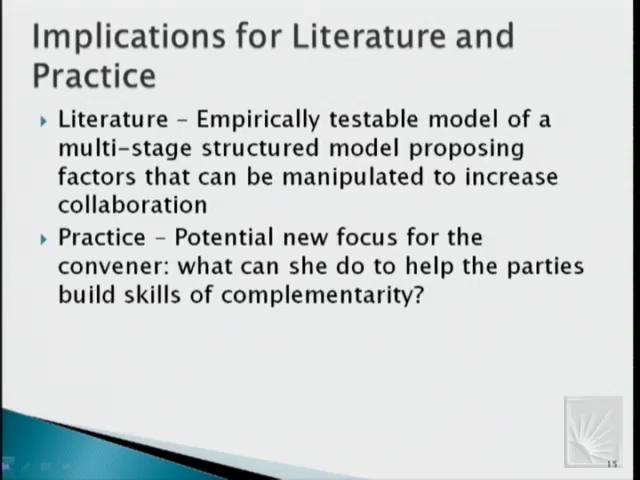 Implications for Literature and
Practice
Literature – Empirically testable model of a
multi-stage structured model proposing
factors that can be manipulated to increase
collaboration
Practice – Potential new focus for the
convener: what can she do to help the parties
build skills of complementarity?
15